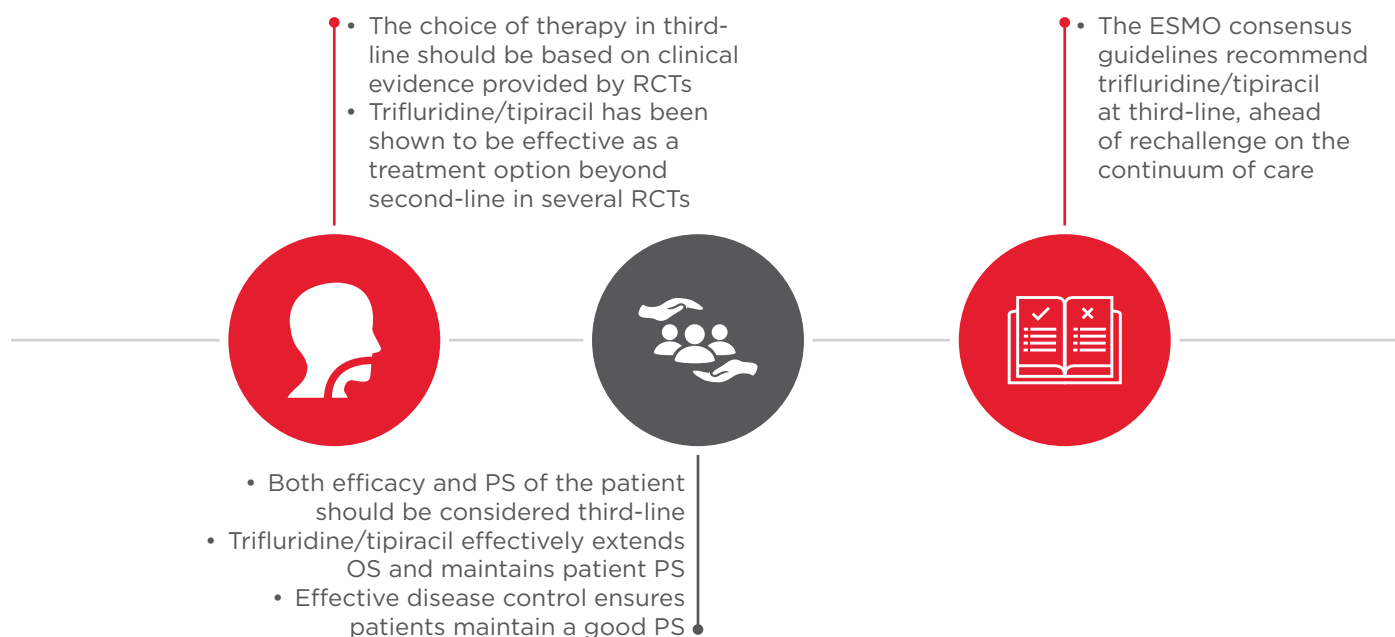 • The choice of therapy in third-
line should be based on clinical
evidence provided by RCTs
• Trifluridine/tipiracil has been
shown to be effective as a
treatment option beyond
second-line in several RCTs
• Both efficacy and PS of the patient
should be considered third-line
• Trifluridine/tipiracil effectively extends
OS and maintains patient PS
• Effective disease control ensures
patients maintain a good PS
• The ESMO consensus
guidelines recommend
trifluridine/tipiracil
at third-line, ahead
of rechallenge on the
continuum of care